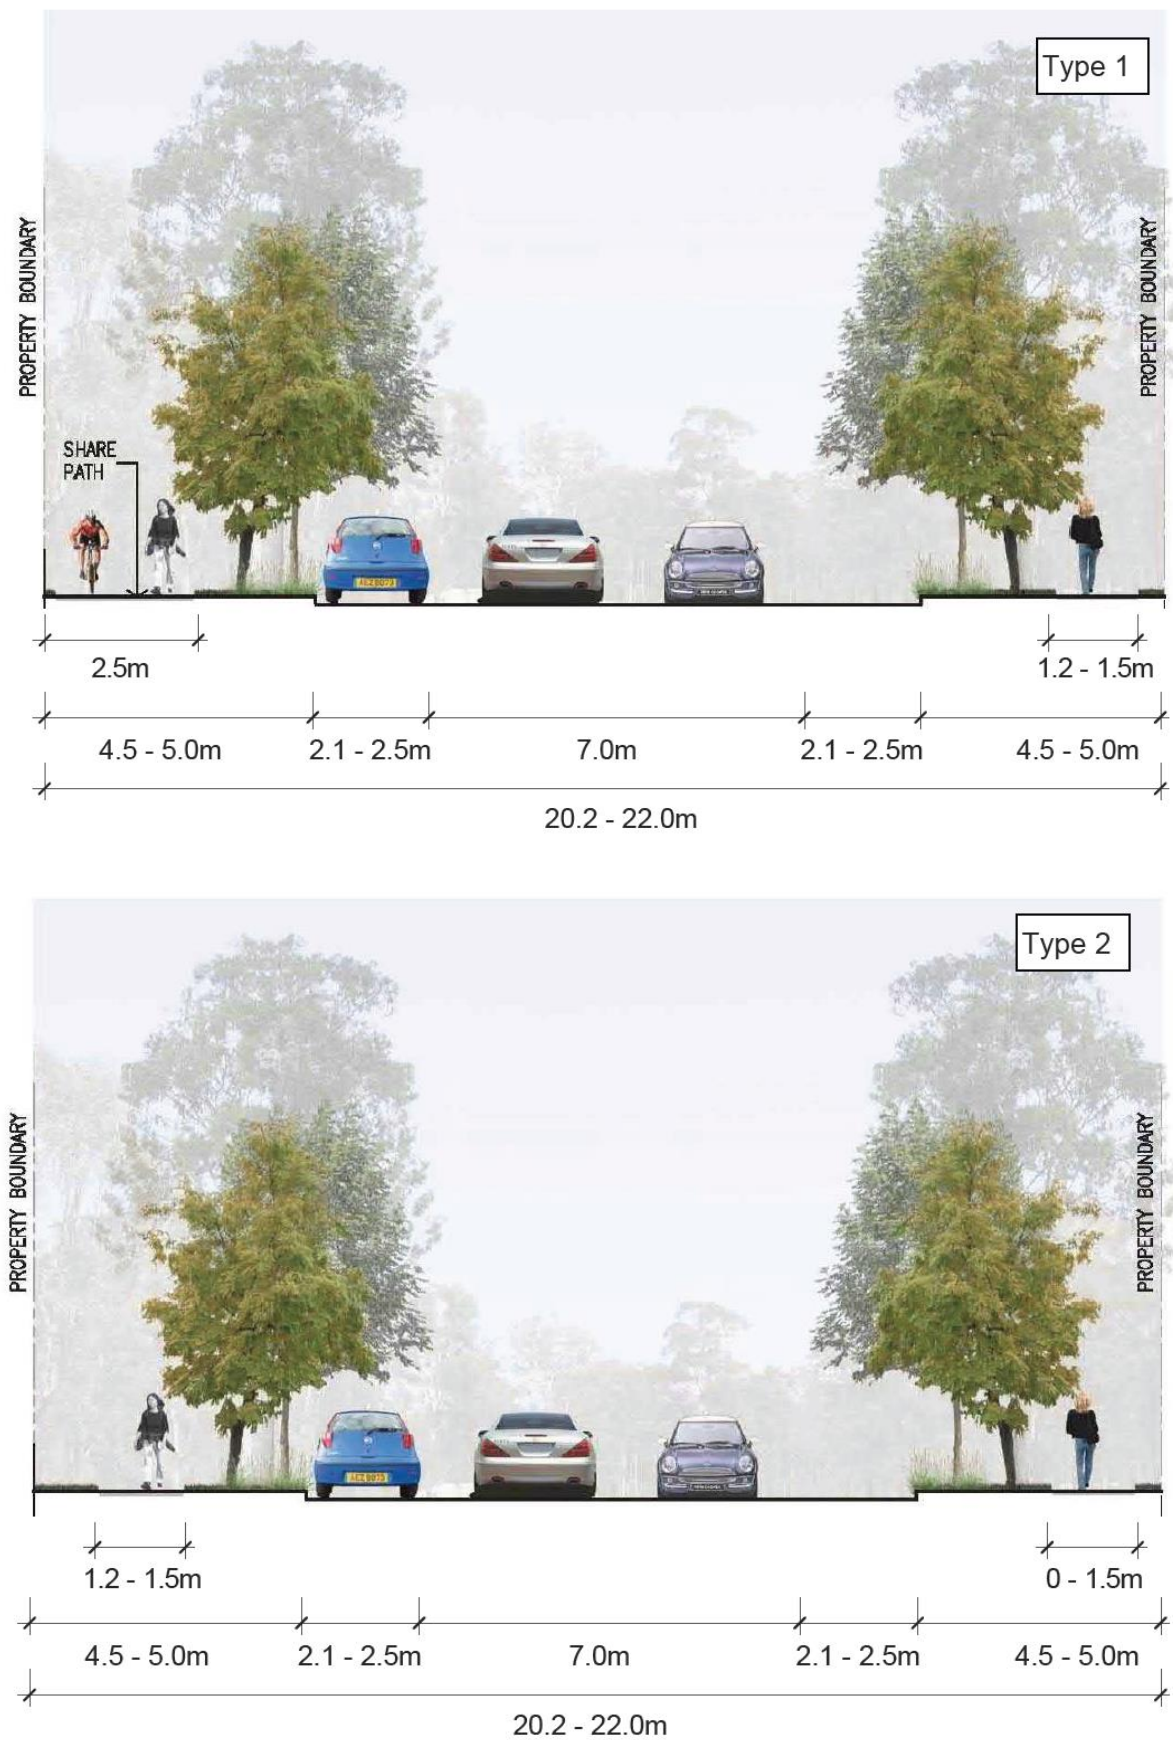 Type 1
PROPERTY BOUNDARY
PROPERTY BOUNDARY
SHARE
PATH
2.5m
1.2 - 1.5m
4.5 - 5.0m
2.1 - 2.5m
7.0m
2.1 - 2.5m
4.5 - 5.0m
20.2 - 22.0m
Type 2
PROPERTY BOUNDARY
PROPERTY BOUNDARY
1.2 - 1.5m
0 - 1.5m
4.5 - 5.0m
2.1 - 2.5m
7.0m
2.1 - 2.5m
4.5 - 5.0m
20.2 - 22.0m